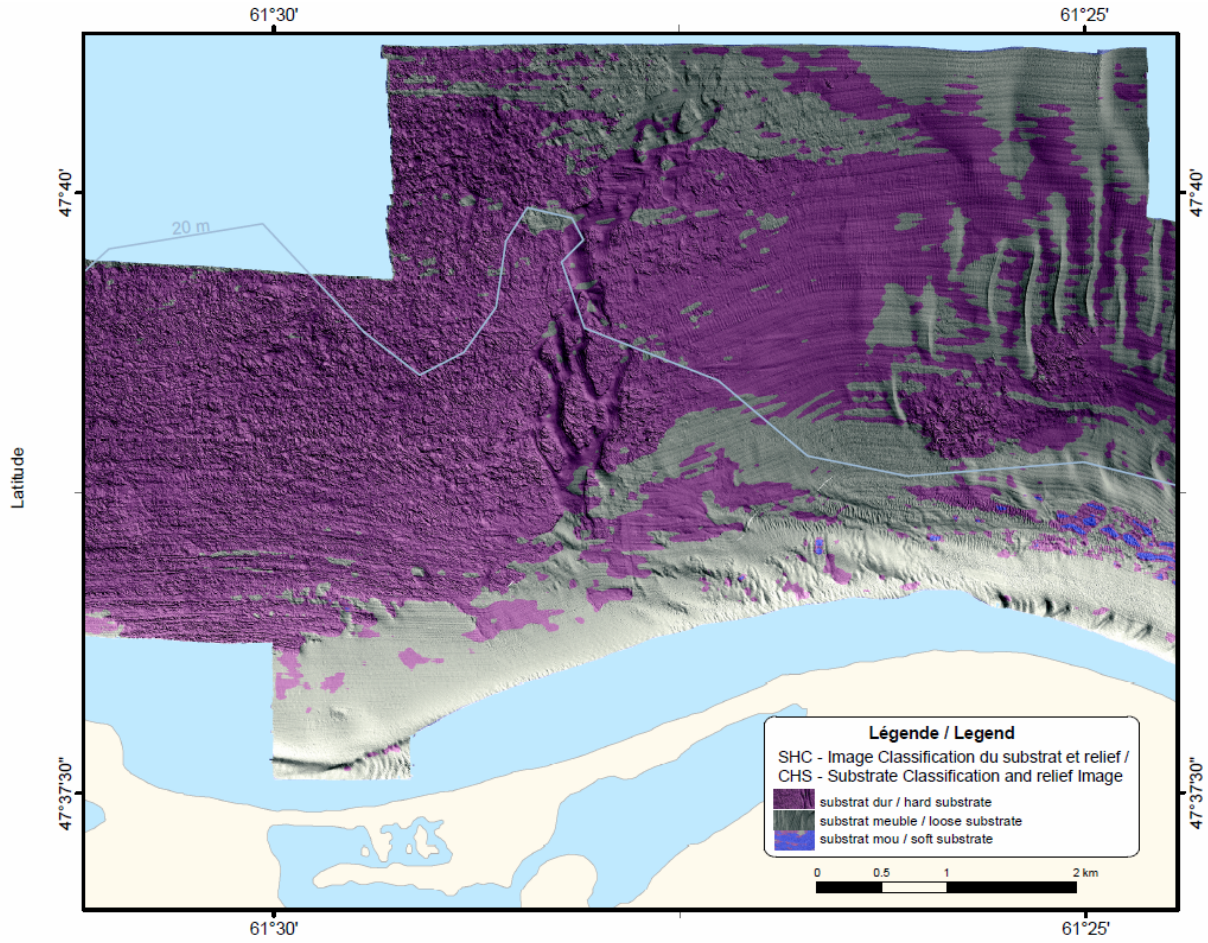 61°30'
61°25'
47°40'
47°40'
20 m
Latitude
Légende / Legend
SHC - Image Classification du substrat et relief /
CHS - Substrate Classification and relief Image
substrat dur / hard substrate
substrat meuble / loose substrate
substrat mou / soft substrate
47°37'30"
47°37'30"
0 0.5 1 2 km
61°30'
61°25'